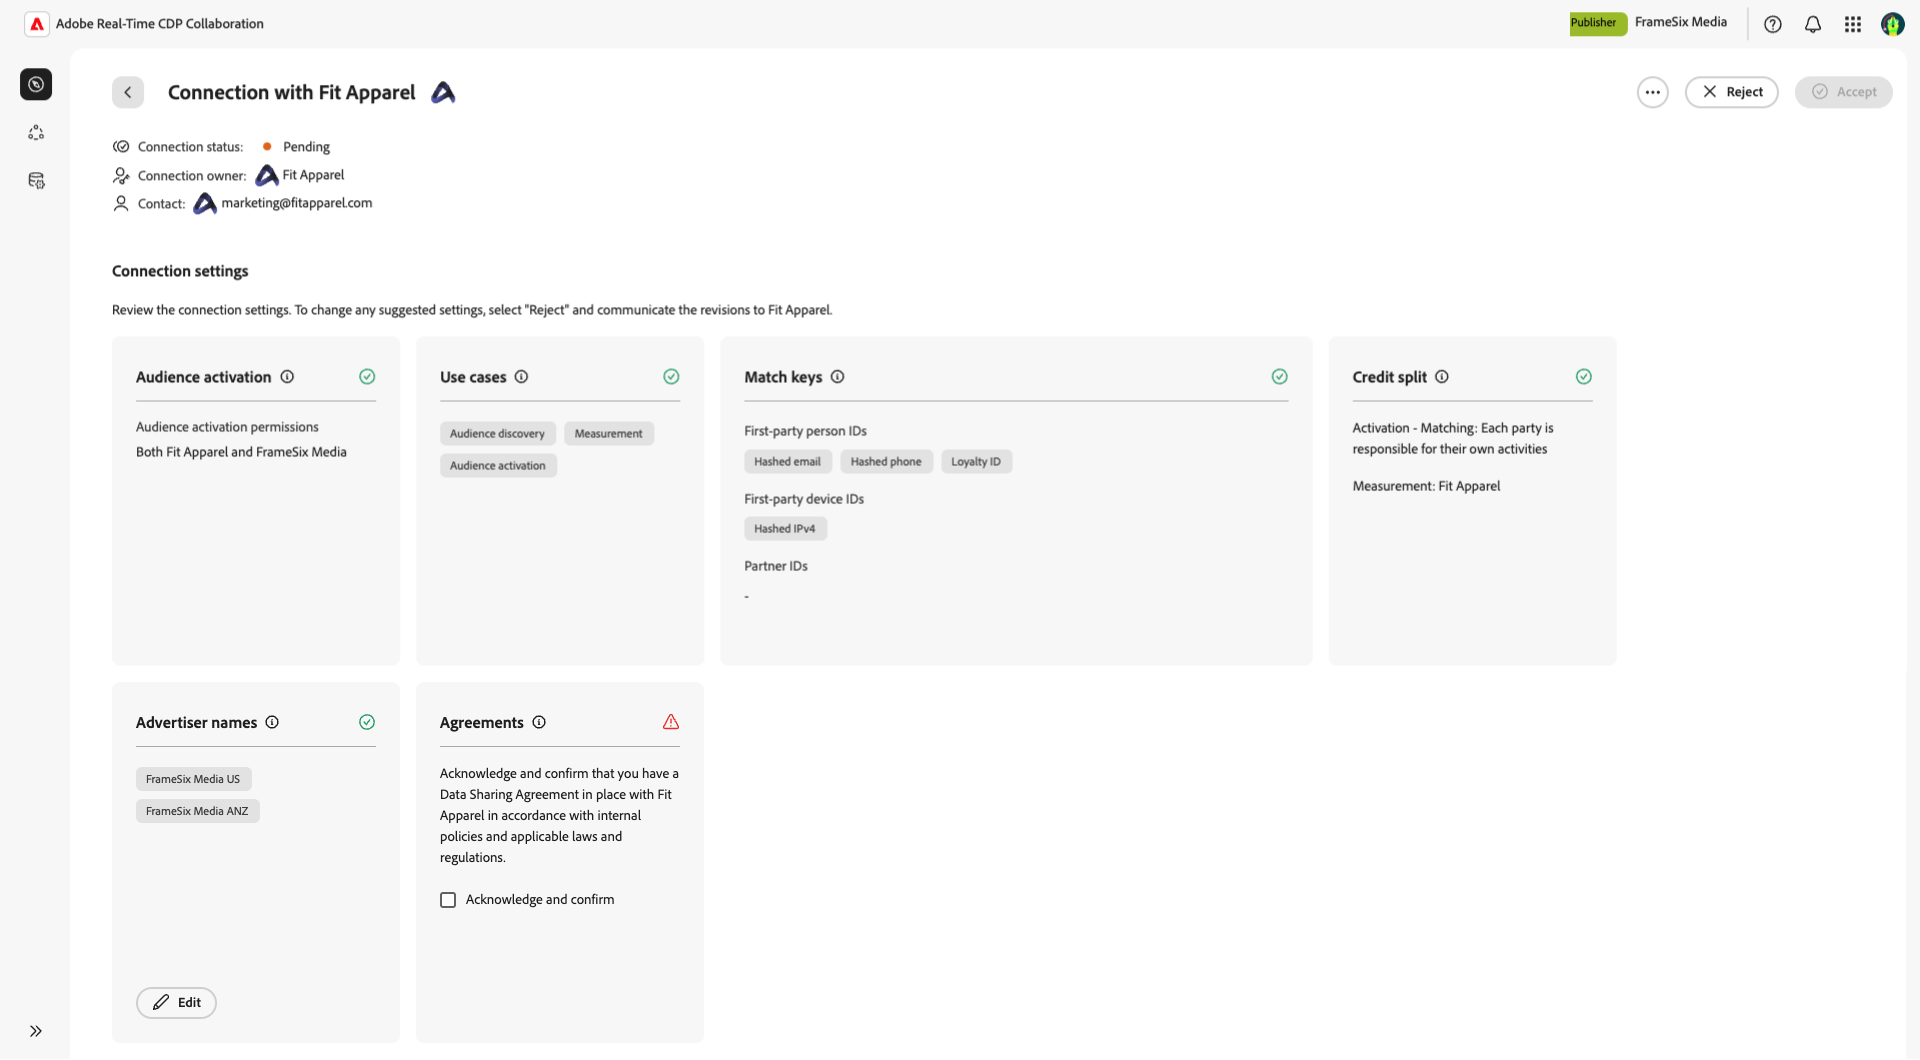 Adobe Real-Time CDP Collaboration
Publisher FrameSix Media
Connection with Fit Apparel
Reject
Accept
Connection status: Pending
Connection owner: Fit Apparel
Contact: marketing@fitapparel.com
Connection settings
Review the connection settings. To change any suggested settings, select "Reject" and communicate the revisions to Fit Apparel.
Audience activation
Audience activation permissions
Both Fit Apparel and FrameSix Media
Use cases
Audience discovery Measurement
Audience activation
Match keys
First-party person IDs
Hashed email Hashed phone Loyalty ID
First-party device IDs
Hashed IPv4
Partner IDs
-
Credit split
Activation - Matching: Each party is
responsible for their own activities
Measurement: Fit Apparel
Advertiser names
FrameSix Media US
FrameSix Media ANZ
Edit
Agreements
Acknowledge and confirm that you have a
Data Sharing Agreement in place with Fit
Apparel in accordance with internal
policies and applicable laws and
regulations.
Acknowledge and confirm